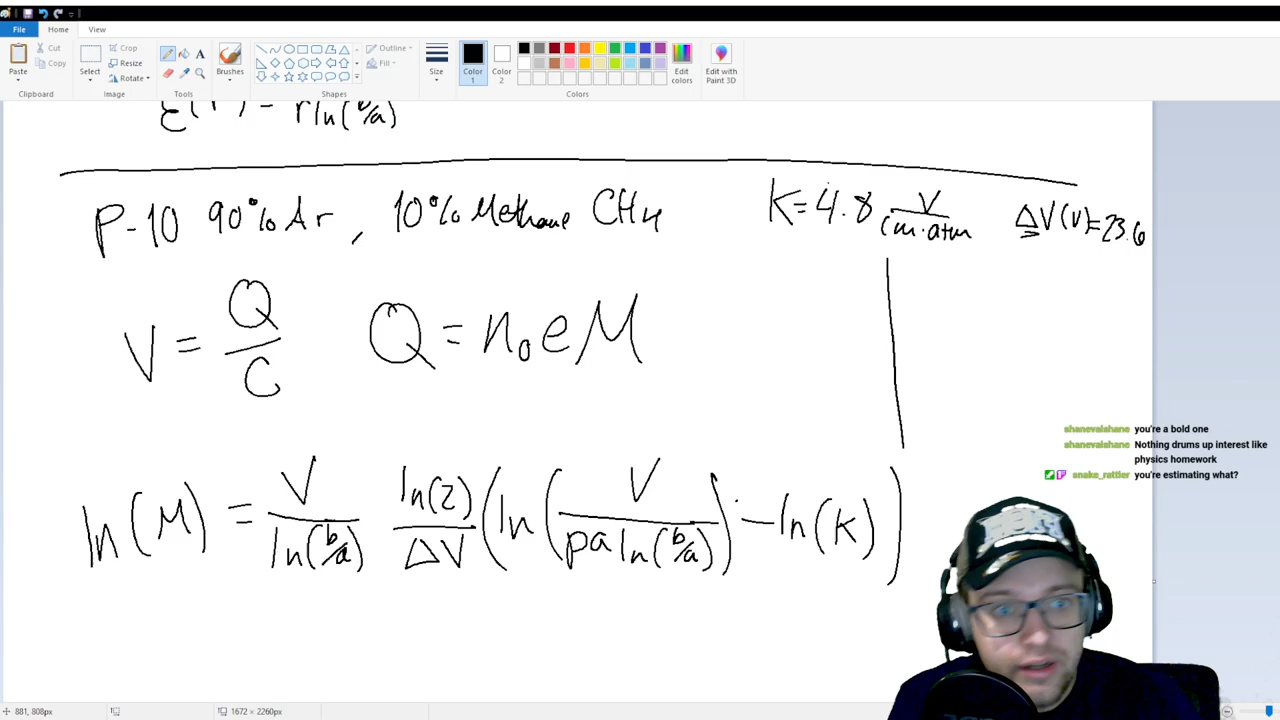 File Home View
Paste Cut Copy Clipboard
Select Crop Resize Rotate Image
Tools
Brushes
Outline Fill Shapes
Size
Color 1 Color 2 Edit colors Colors
Edit with Paint 3D
ε(r) = r ln(b/a)
P-10 90% Ar, 10% Methane CH4 K=4.8 V/cm·atm ΔV(V)=23.6
V = Q/C Q = n₀eM
ln(M) = V/ln(b/a) ln(2)/ΔV (ln(V/pa ln(b/a)) - ln(K))
shanevaishane you're a bold one
shanevaishane Nothing drums up interest like
physics homework
snake_rattler you're estimating what?
881, 808px 1672 × 2260px